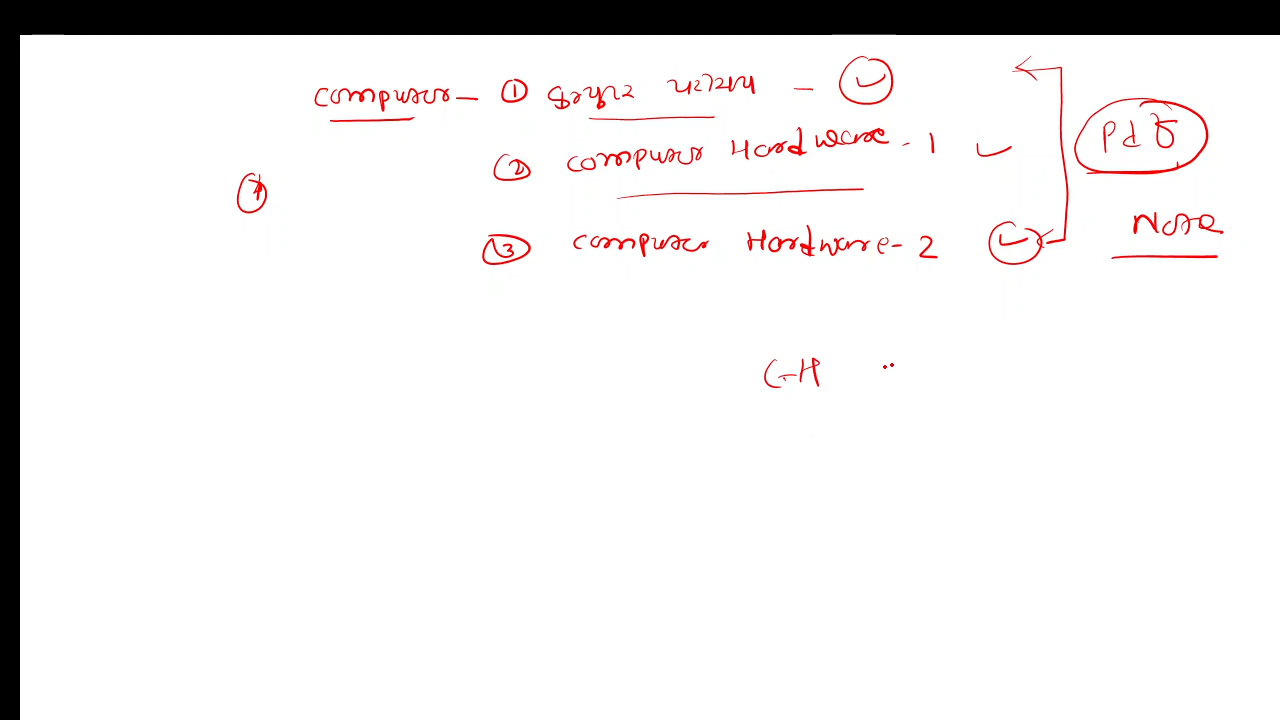 Computer - ① કમ્પ્યુટર પરિચય -
② Computer Hardware - 1
③ Computer Hardware - 2
Pdf
Note